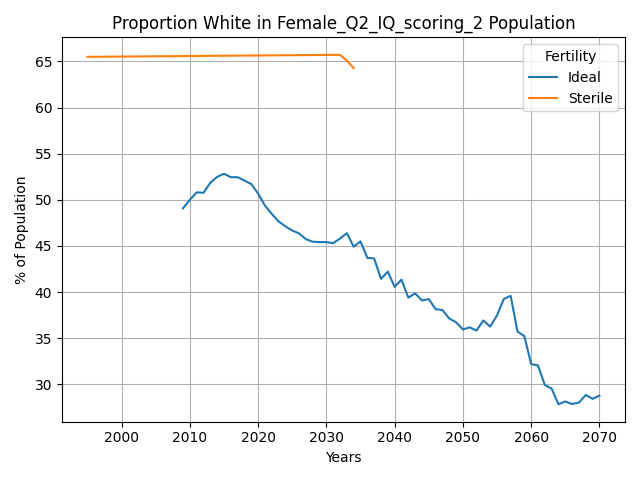 Proportion White in Female_Q2_IQ_scoring_2 Population
Fertility
Ideal
Sterile
% of Population
65
60
55
50
45
40
35
30
2000
2010
2020
2030
2040
2050
2060
2070
Years